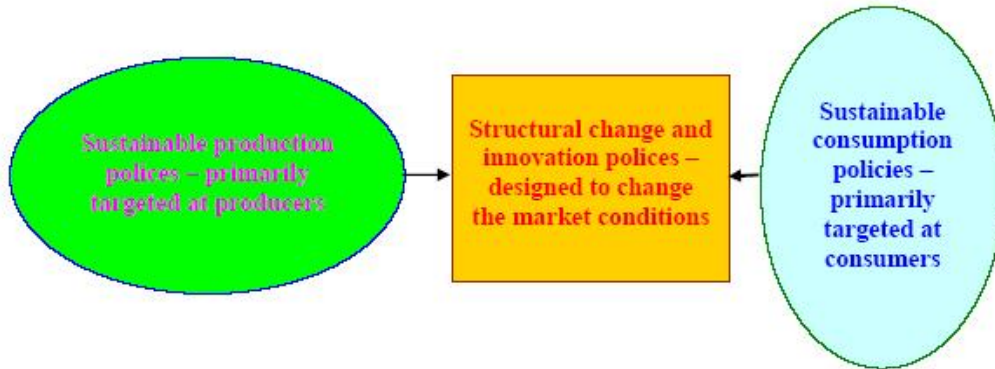 Sustainable production
polices – primarily
targeted at producers
Structural change and
innovation polices –
designed to change
the market conditions
Sustainable
consumption
policies –
primarily
targeted at
consumers